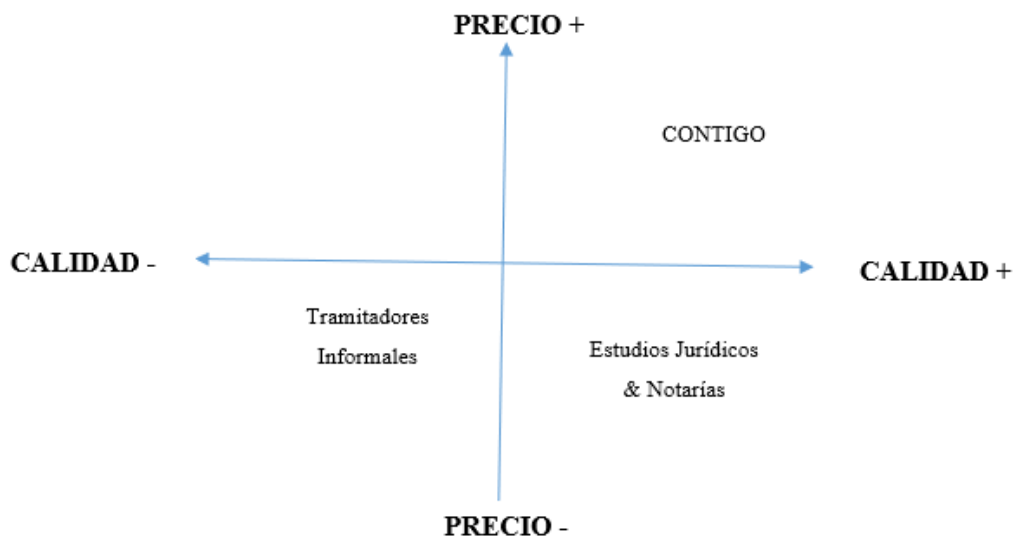 PRECIO +
CONTIGO
CALIDAD -
CALIDAD +
Tramitadores
Informales
Estudios Jurídicos
& Notarías
PRECIO -